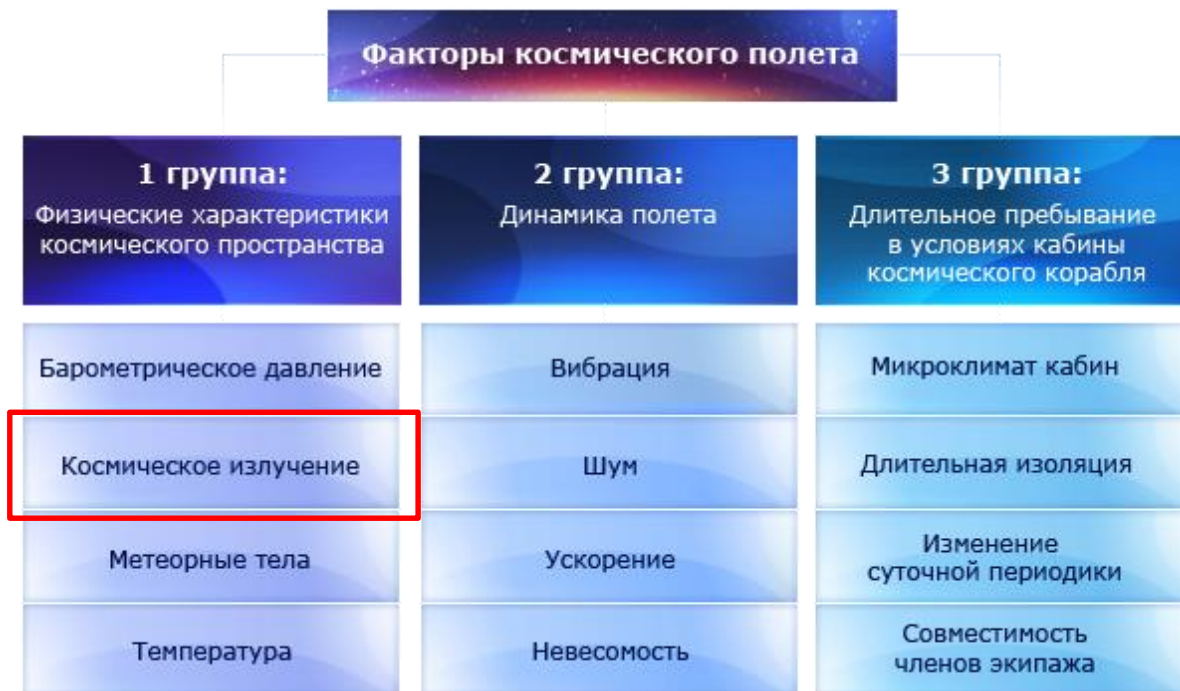 Факторы космического полета
1 группа:
Физические характеристики
космического пространства
2 группа:
Динамика полета
3 группа:
Длительное пребывание
в условиях кабины
космического корабля
Барометрическое давление
Вибрация
Микроклимат кабин
Космическое излучение
Шум
Длительная изоляция
Метеорные тела
Ускорение
Изменение
суточной периодики
Температура
Невесомость
Совместимость
членов экипажа